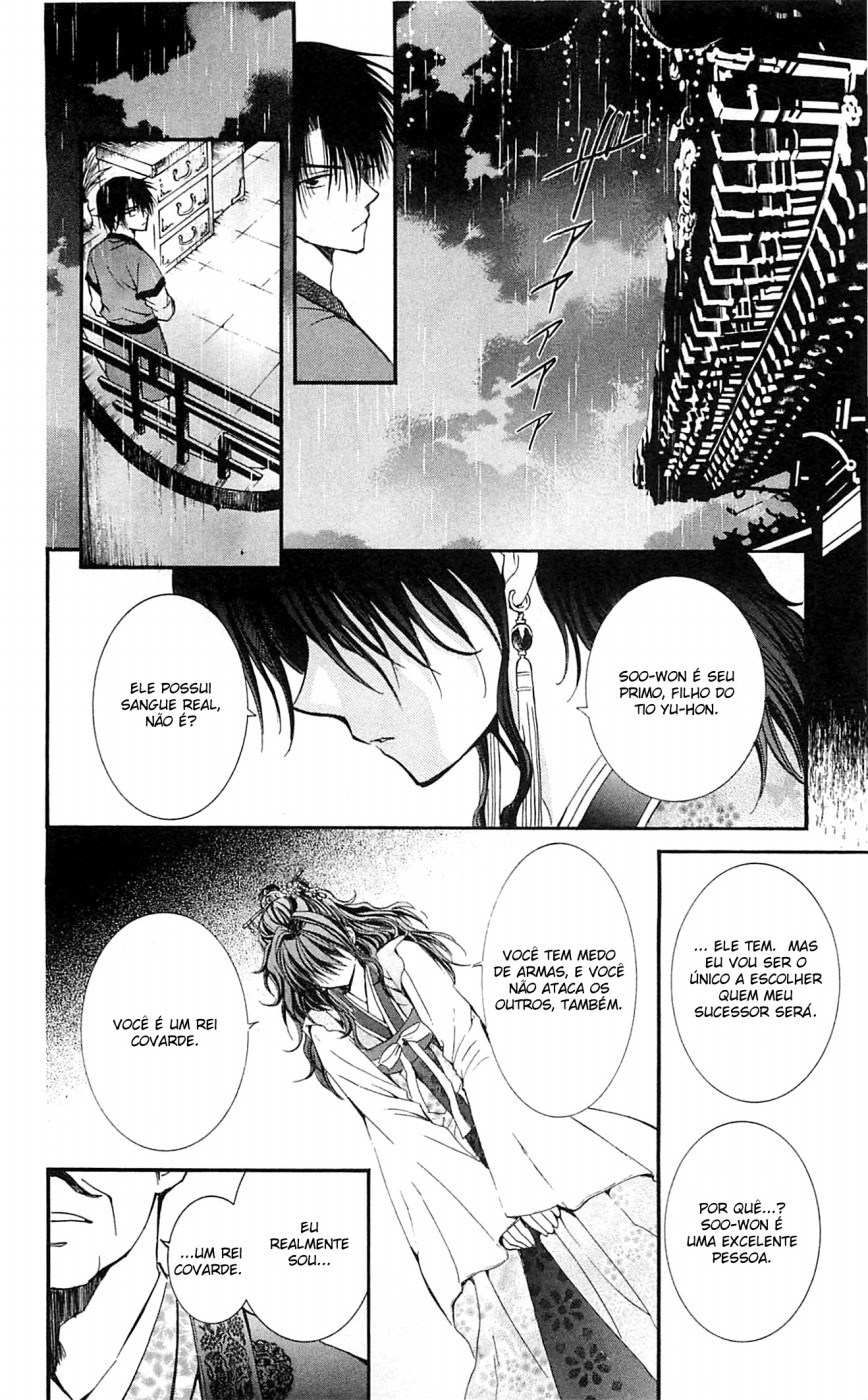 SOO-WON É SEU
PRIMO, FILHO DO
TIO YU-HON.
ELE POSSUI
SANGUE REAL,
NÃO É?
... ELE TEM. MAS
EU VOU SER O
ÚNICO A ESCOLHER
QUEM MEU
SUCESSOR SERÁ.
POR QUÊ...?
SOO-WON É
UMA EXCELENTE
PESSOA.
VOCÊ TEM MEDO
DE ARMAS, E VOCÊ
NÃO ATACA OS
OUTROS, TAMBÉM.
VOCÊ É UM REI
COVARDE.
EU
REALMENTE
SOU...
...UM REI
COVARDE.